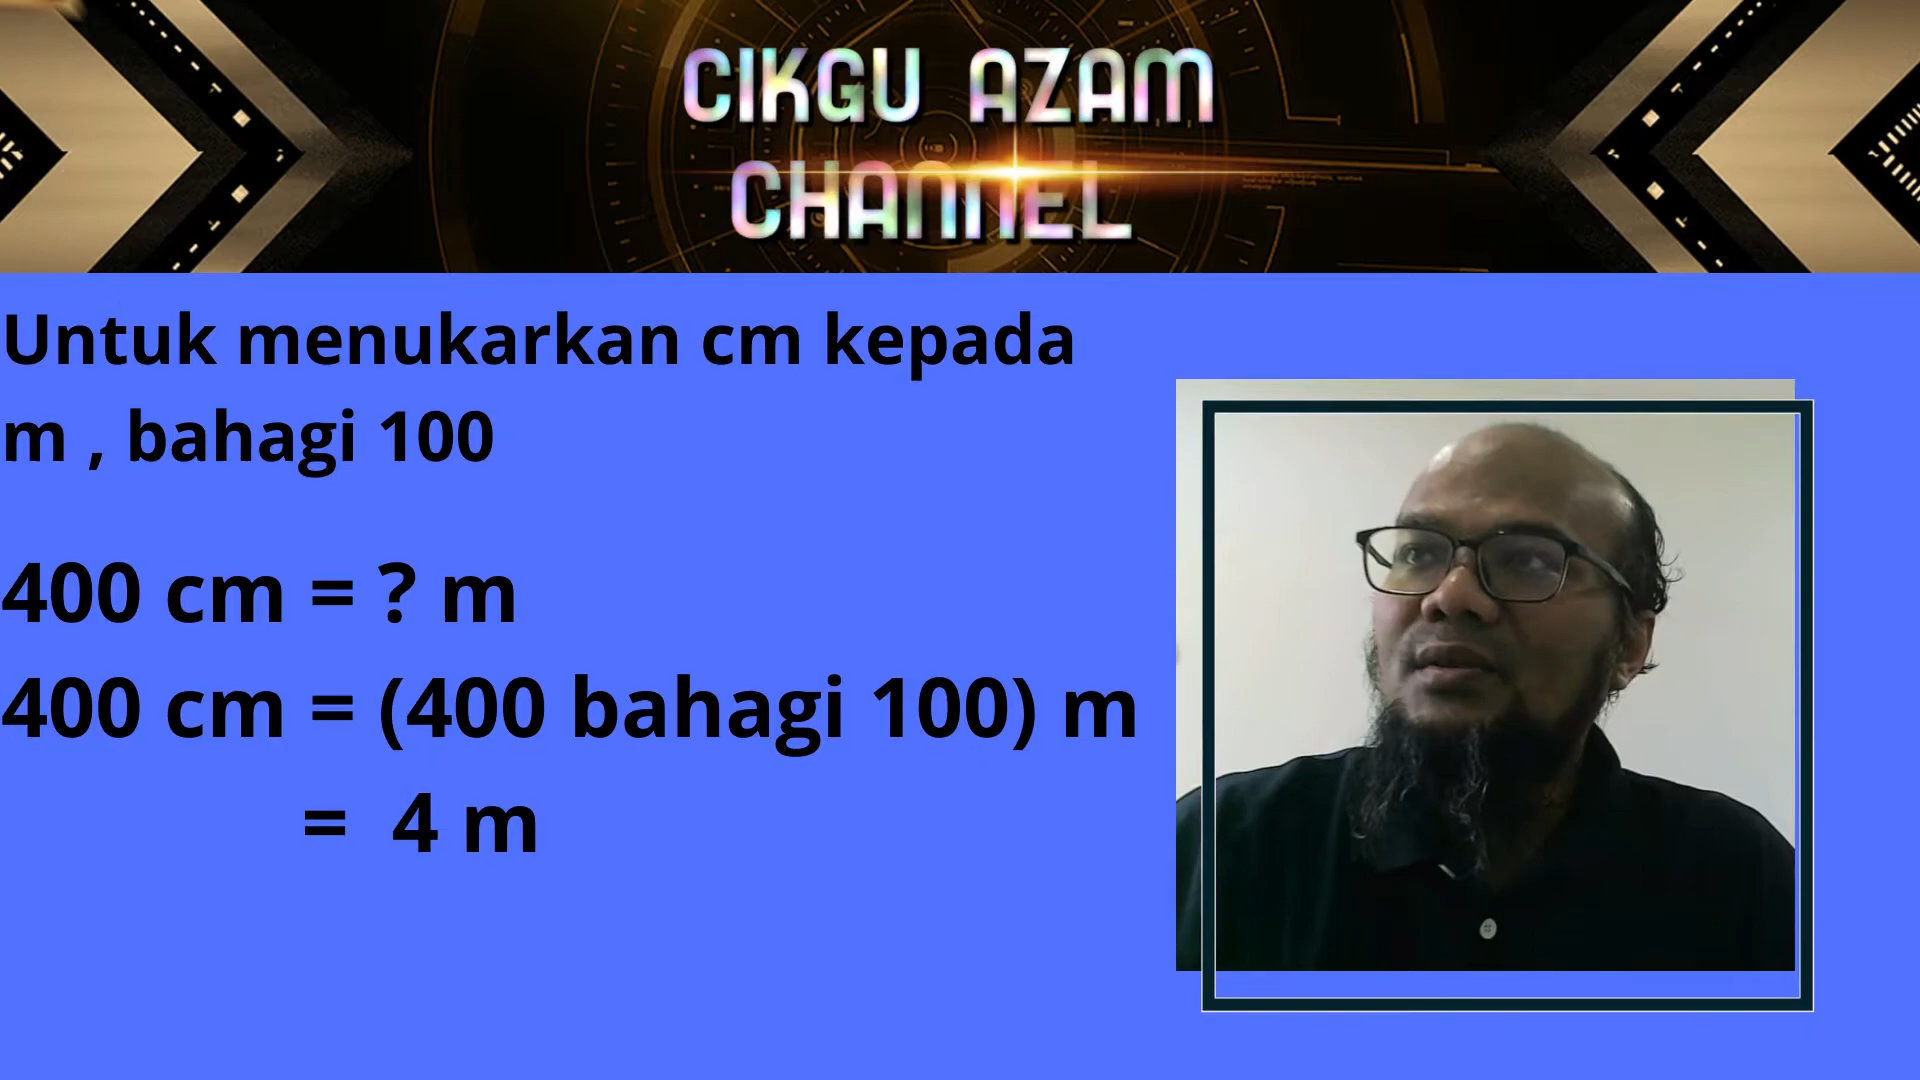 CIKGU AZAM
CHANNEL
Untuk menukarkan cm kepada
m , bahagi 100
400 cm = ? m
400 cm = (400 bahagi 100) m
= 4 m